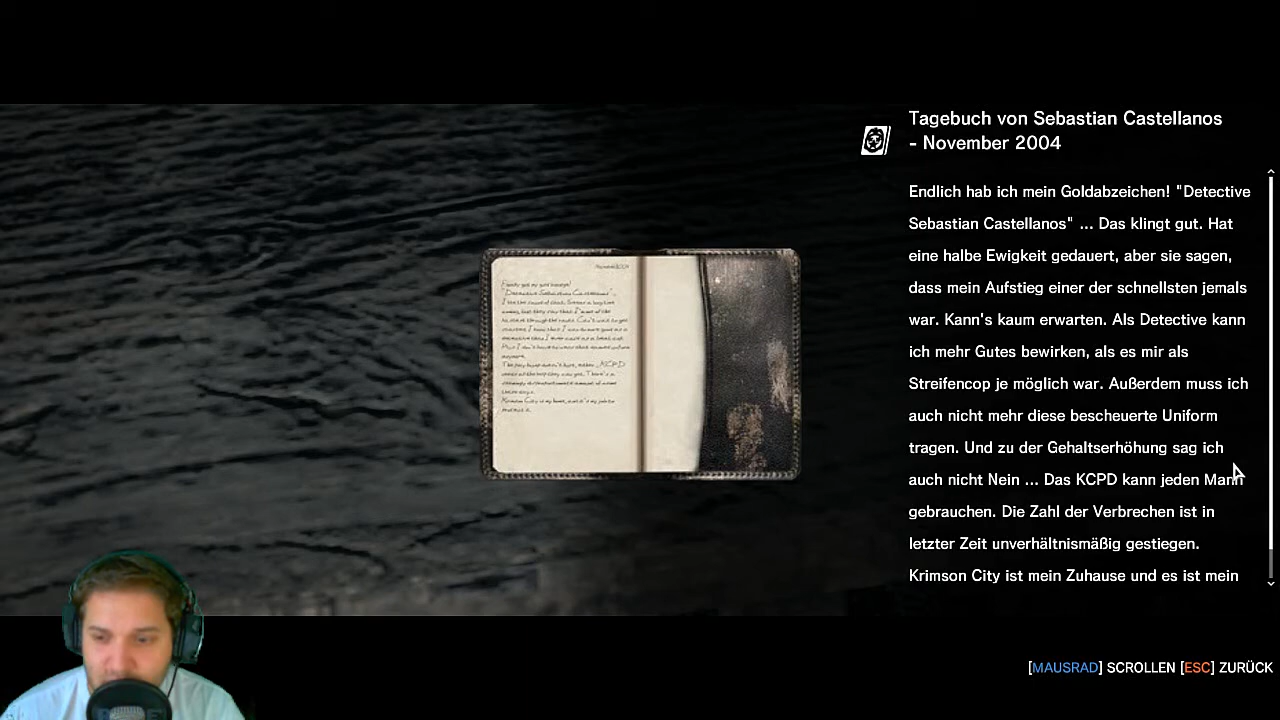 Tagebuch von Sebastian Castellanos
- November 2004
Endlich hab ich mein Goldabzeichen! "Detective
Sebastian Castellanos" ... Das klingt gut. Hat
eine halbe Ewigkeit gedauert, aber sie sagen,
dass mein Aufstieg einer der schnellsten jemals
war. Kann's kaum erwarten. Als Detective kann
ich mehr Gutes bewirken, als es mir als
Streifencop je möglich war. Außerdem muss ich
auch nicht mehr diese bescheuerte Uniform
tragen. Und zu der Gehaltserhöhung sag ich
auch nicht Nein ... Das KCPD kann jeden Mann
gebrauchen. Die Zahl der Verbrechen ist in
letzter Zeit unverhältnismäßig gestiegen.
Krimson City ist mein Zuhause und es ist mein
[MAUSRAD] SCROLLEN [ESC] ZURÜCK